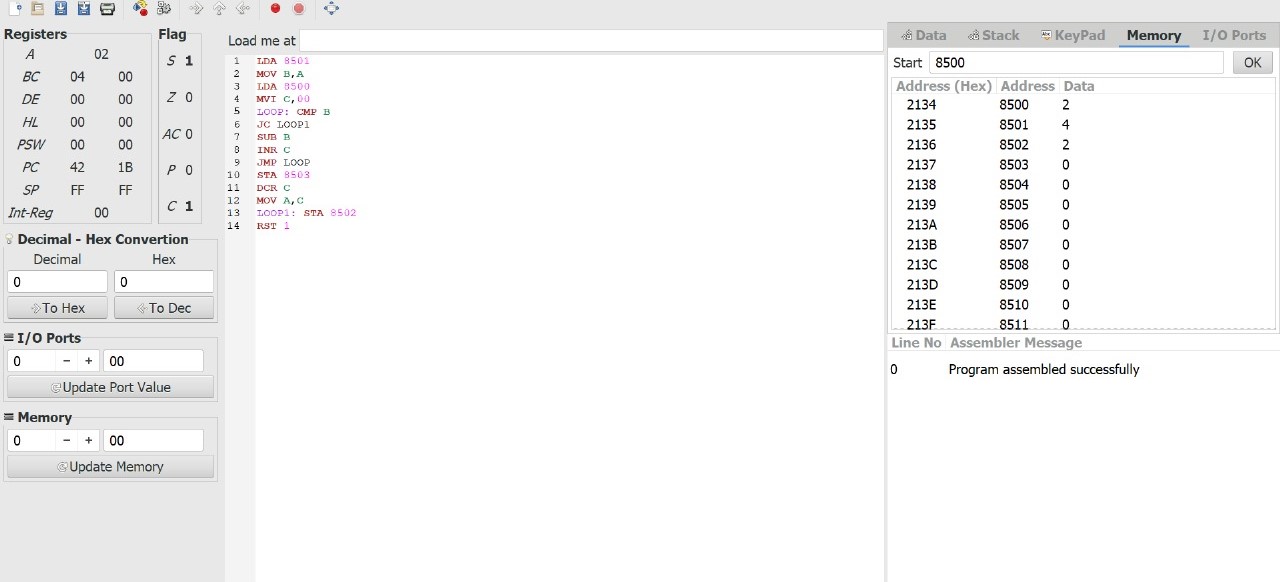 Registers
A 02
BC 04 00
DE 00 00
HL 00 00
PSW 00 00
PC 42 1B
SP FF FF
Int-Reg 00
Flag
S 1
Z 0
AC 0
P 0
C 1
Decimal - Hex Convertion
Decimal Hex
0 0
To Hex To Dec
I/O Ports
0 − + 00
Update Port Value
Memory
0 − + 00
Update Memory
Load me at
1 LDA 8501
2 MOV B,A
3 LDA 8500
4 MVI C,00
5 LOOP: CMP B
6 JC LOOP1
7 SUB B
8 INR C
9 JMP LOOP
10 STA 8503
11 DCR C
12 MOV A,C
13 LOOP1: STA 8502
14 RST 1
Data Stack KeyPad Memory I/O Ports
Start 8500 OK
Address (Hex) Address Data
2134 8500 2
2135 8501 4
2136 8502 2
2137 8503 0
2138 8504 0
2139 8505 0
213A 8506 0
213B 8507 0
213C 8508 0
213D 8509 0
213E 8510 0
213F 8511 0
Line No Assembler Message
0 Program assembled successfully